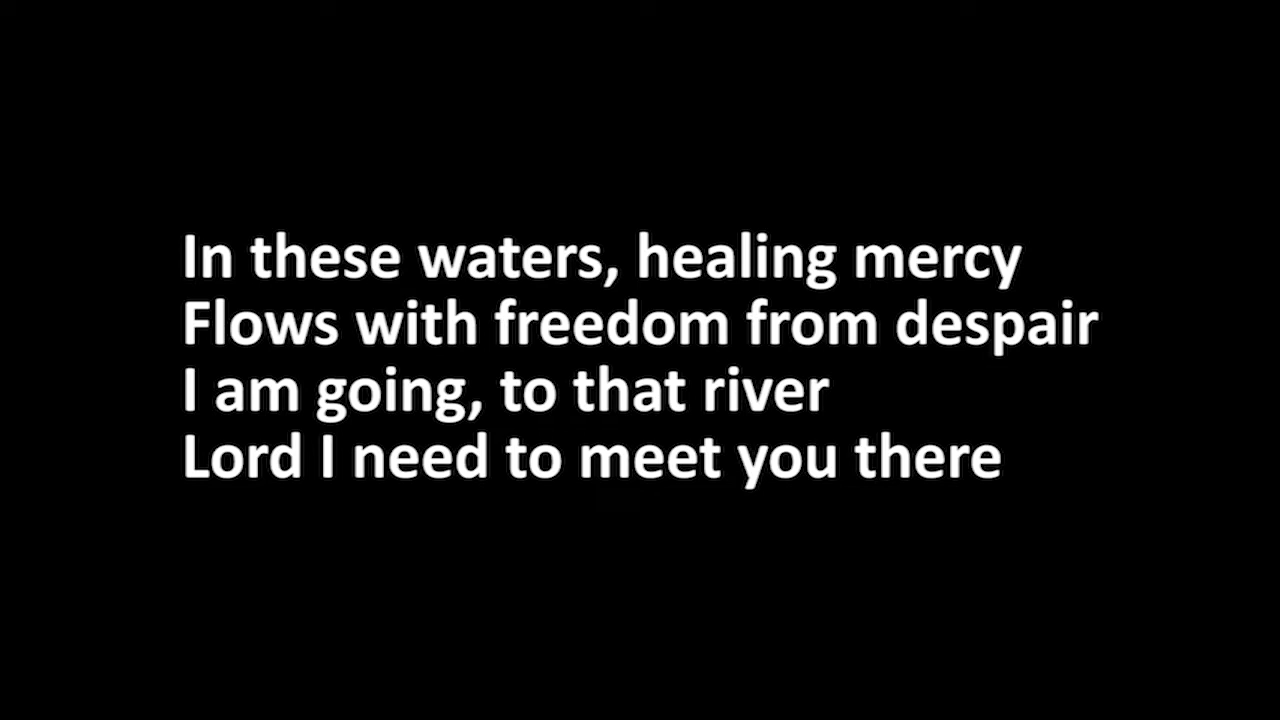 In these waters, healing mercy
Flows with freedom from despair
I am going, to that river
Lord I need to meet you there